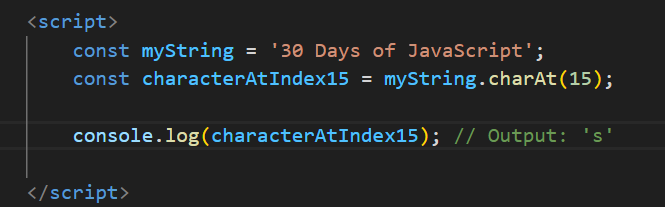 <script>
const myString = '30 Days of JavaScript';
const characterAtIndex15 = myString.charAt(15);
console.log(characterAtIndex15); // Output: 's'
</script>